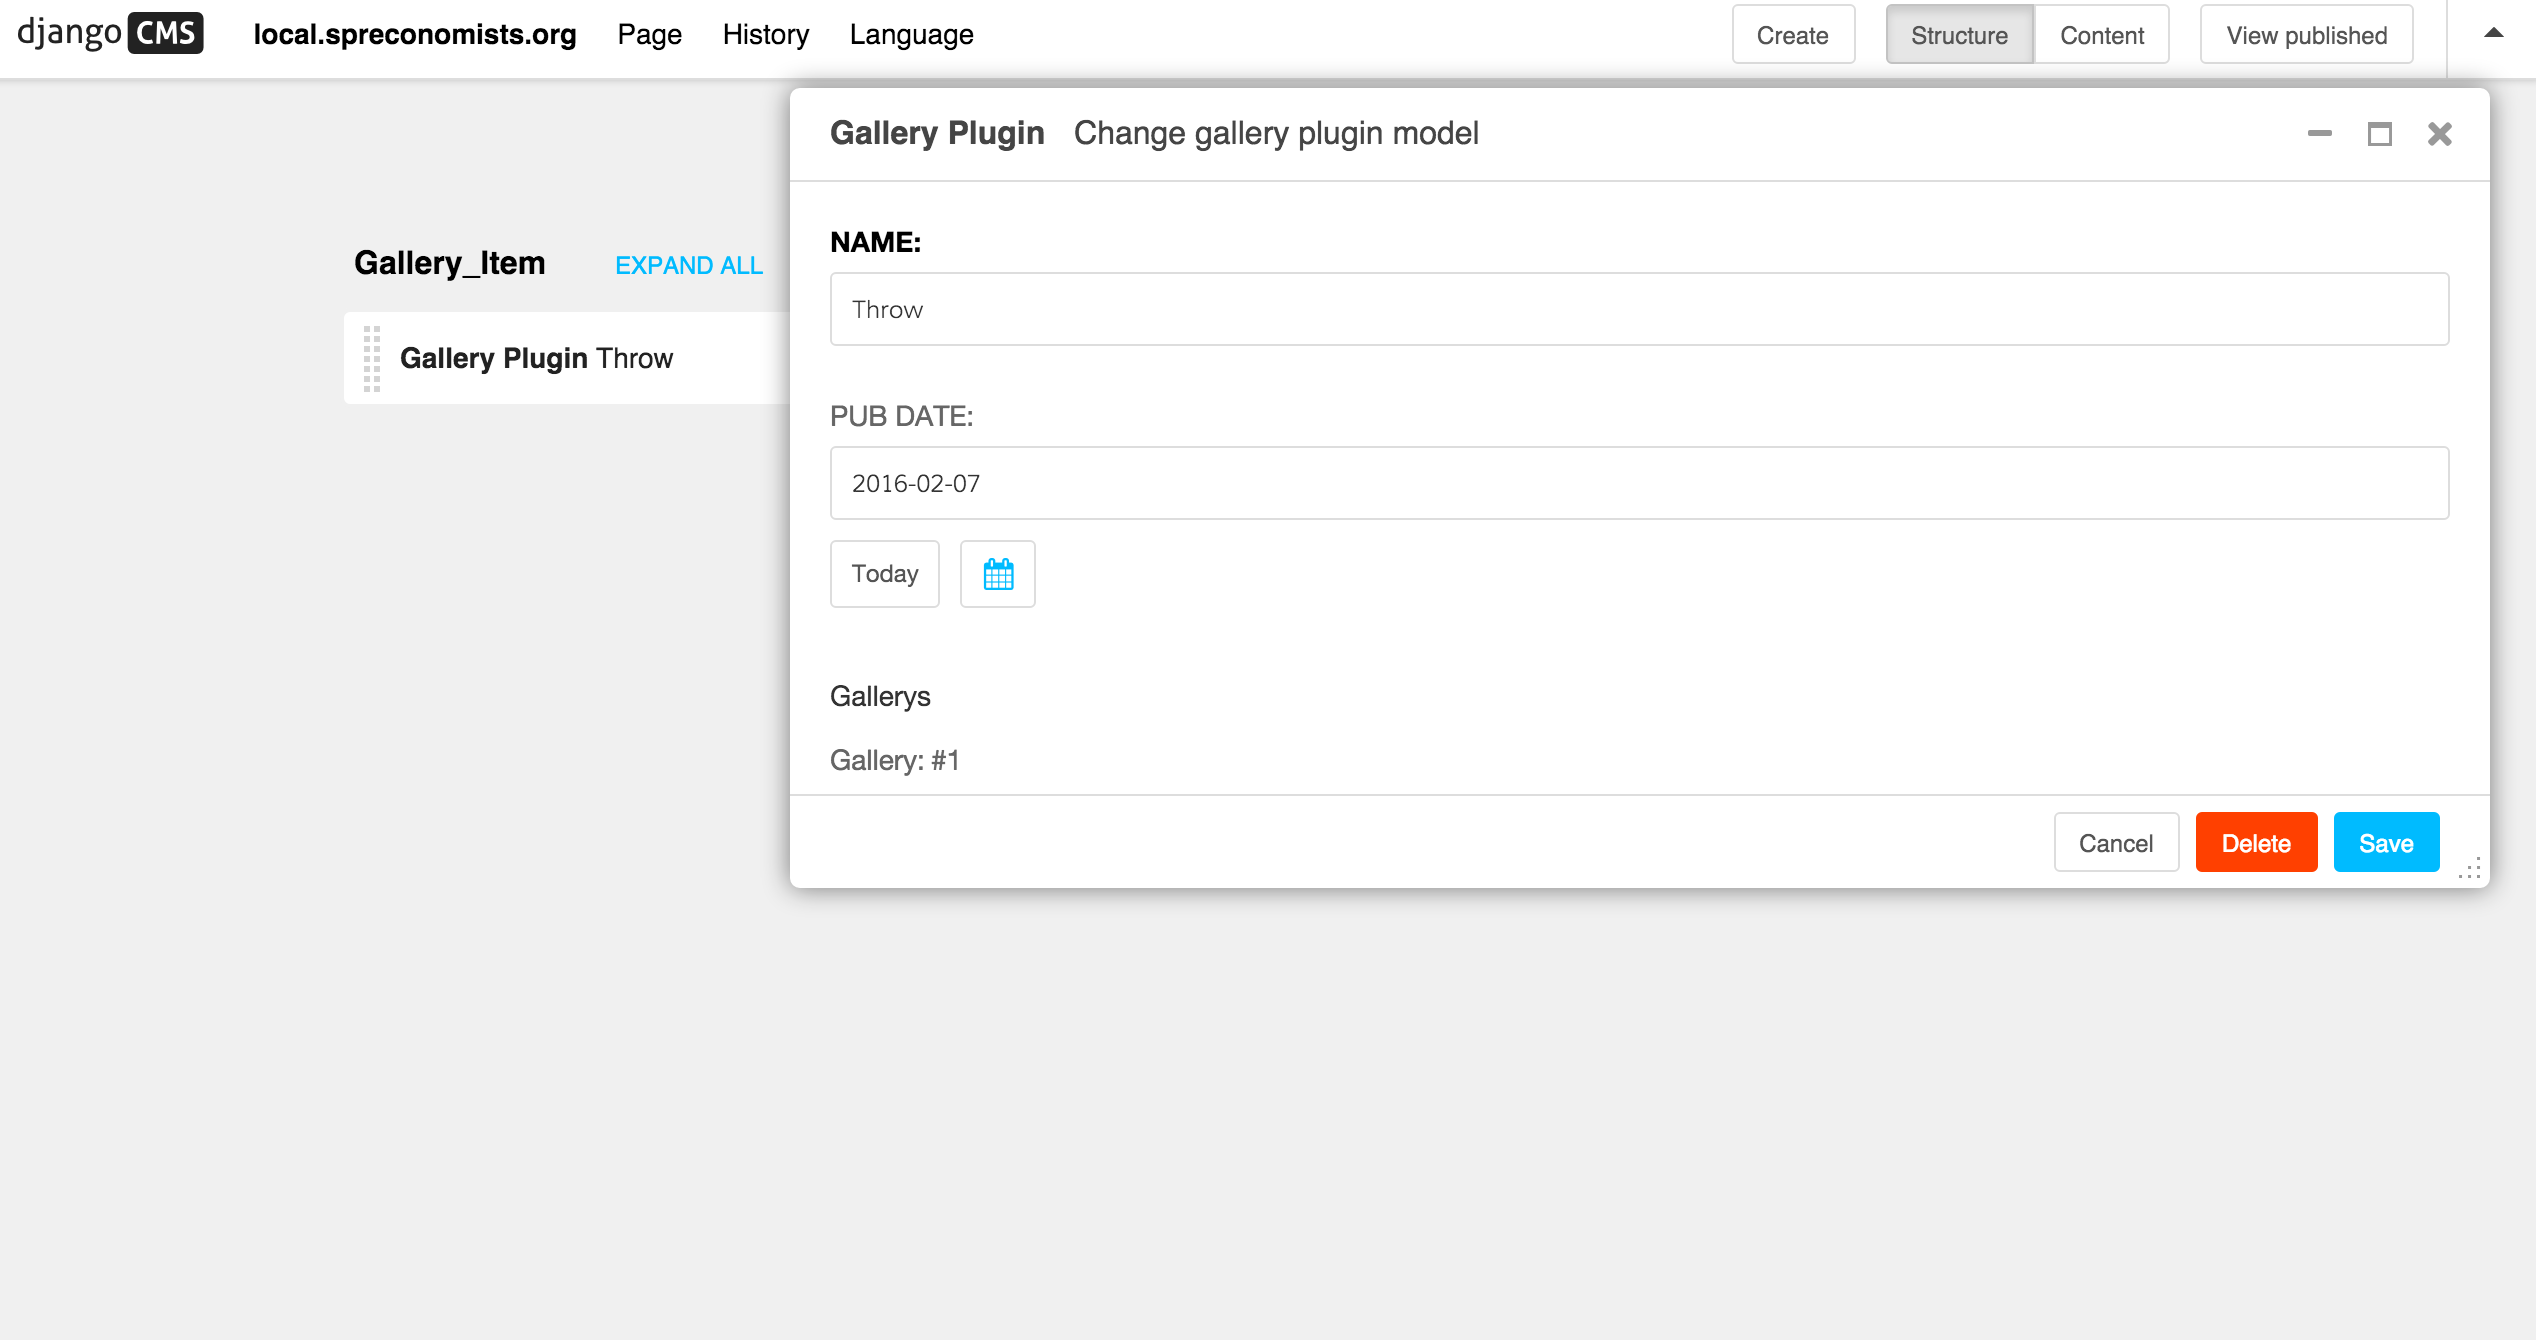 django CMS local.spreconomists.org Page History Language Create Structure Content View published
Gallery Plugin Change gallery plugin model
NAME:
Gallery_Item EXPAND ALL
Throw
Gallery Plugin Throw
PUB DATE:
2016-02-07
Today
Gallerys
Gallery: #1
Cancel Delete Save